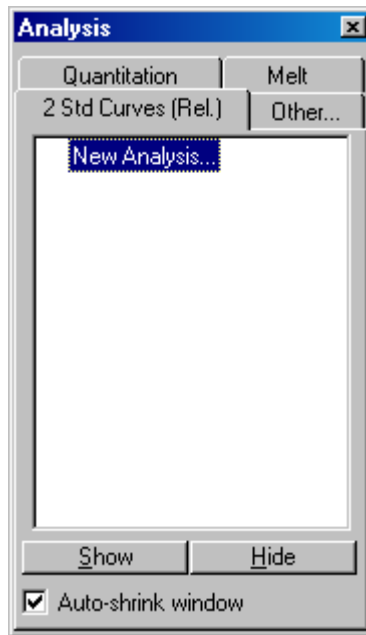 Analysis
Quantitation Melt
2 Std Curves (Rel.) Other...
New Analysis...
Show Hide
Auto-shrink window